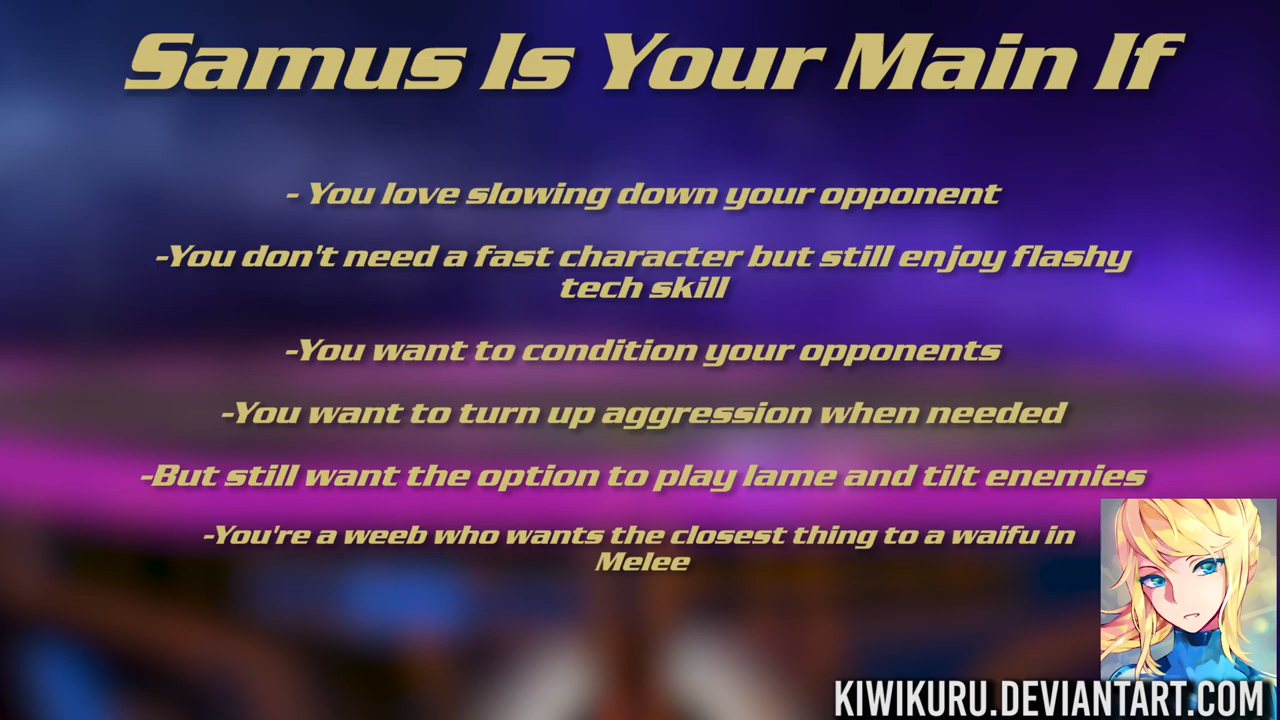 Samus Is Your Main If
- You love slowing down your opponent
-You don't need a fast character but still enjoy flashy
tech skill
-You want to condition your opponents
-You want to turn up aggression when needed
-But still want the option to play lame and tilt enemies
-You're a weeb who wants the closest thing to a waifu in
Melee
KIWIKURU.DEVIANTART.COM